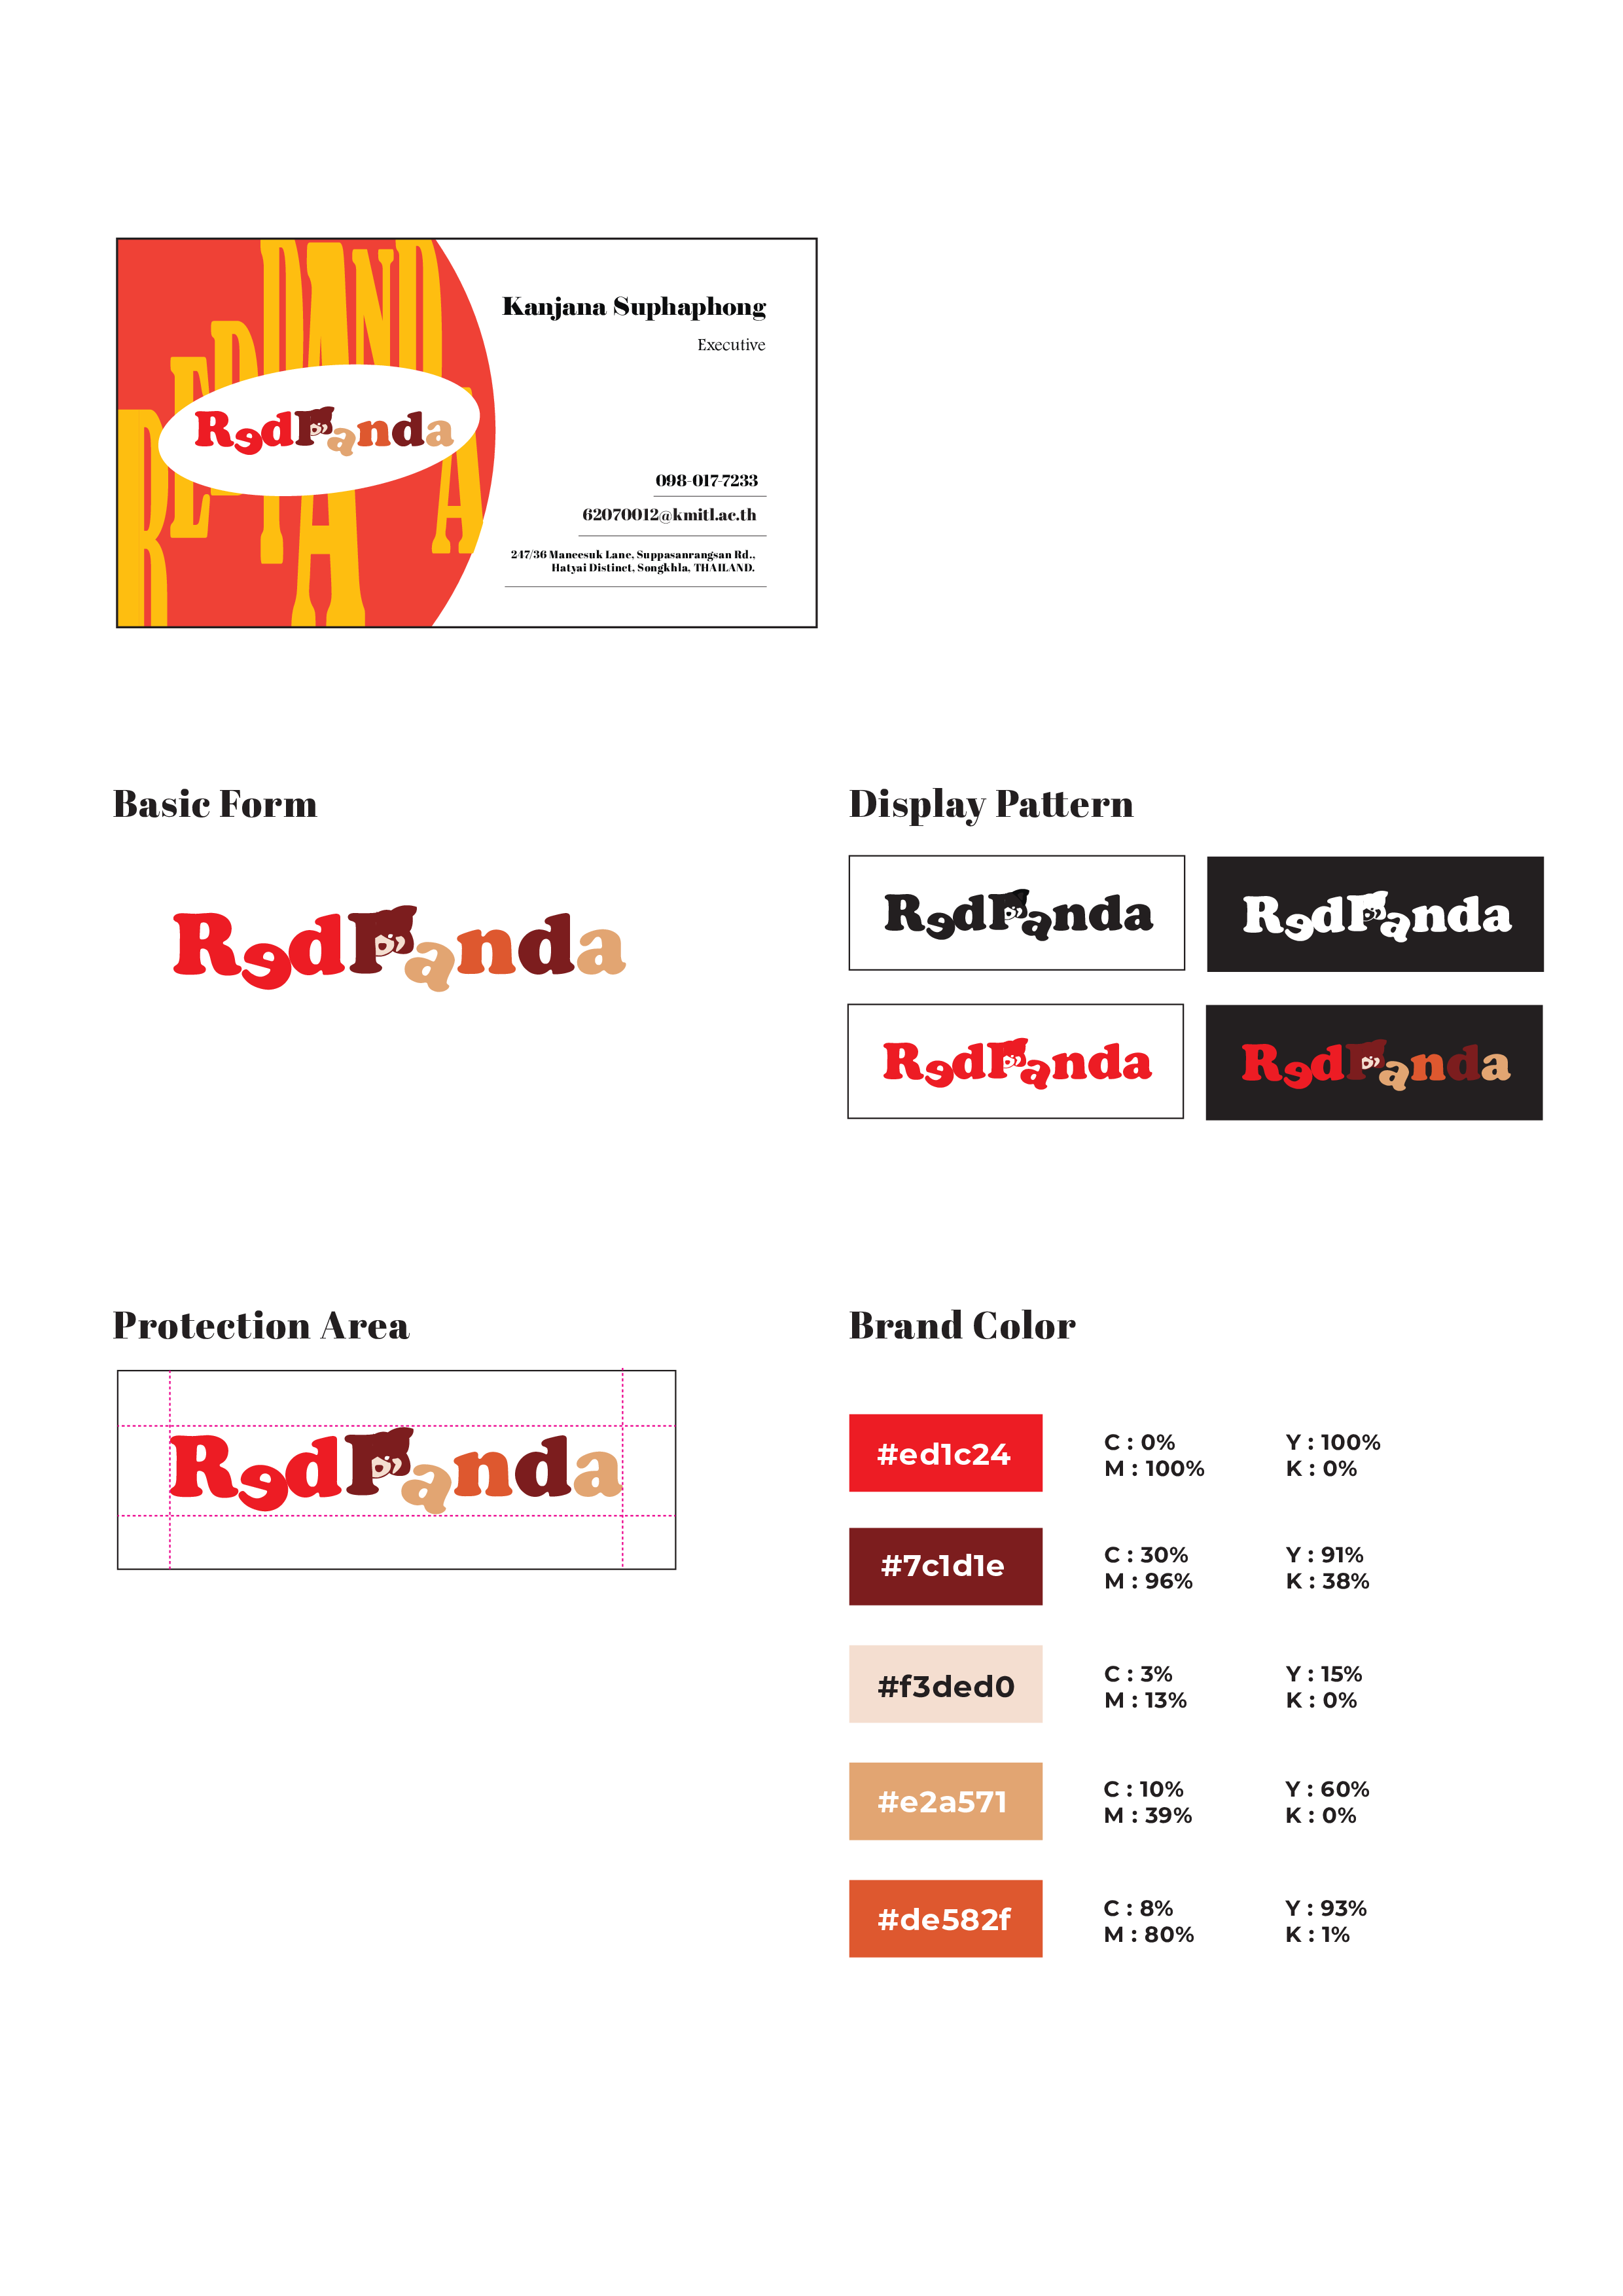 RED PANDA
RedPanda
Kanjana Suphaphong
Executive
098-017-7233
62070012@kmitl.ac.th
247/36 Maneesuk Lane, Suppasanrangsan Rd.,
Hatyai Distinct, Songkhla, THAILAND.
Basic Form
RedPanda
Display Pattern
RedPanda
RedPanda
RedPanda
RedPanda
Protection Area
RedPanda
Brand Color
#ed1c24
C : 0% Y : 100%
M : 100% K : 0%
#7c1d1e
C : 30% Y : 91%
M : 96% K : 38%
#f3ded0
C : 3% Y : 15%
M : 13% K : 0%
#e2a571
C : 10% Y : 60%
M : 39% K : 0%
#de582f
C : 8% Y : 93%
M : 80% K : 1%